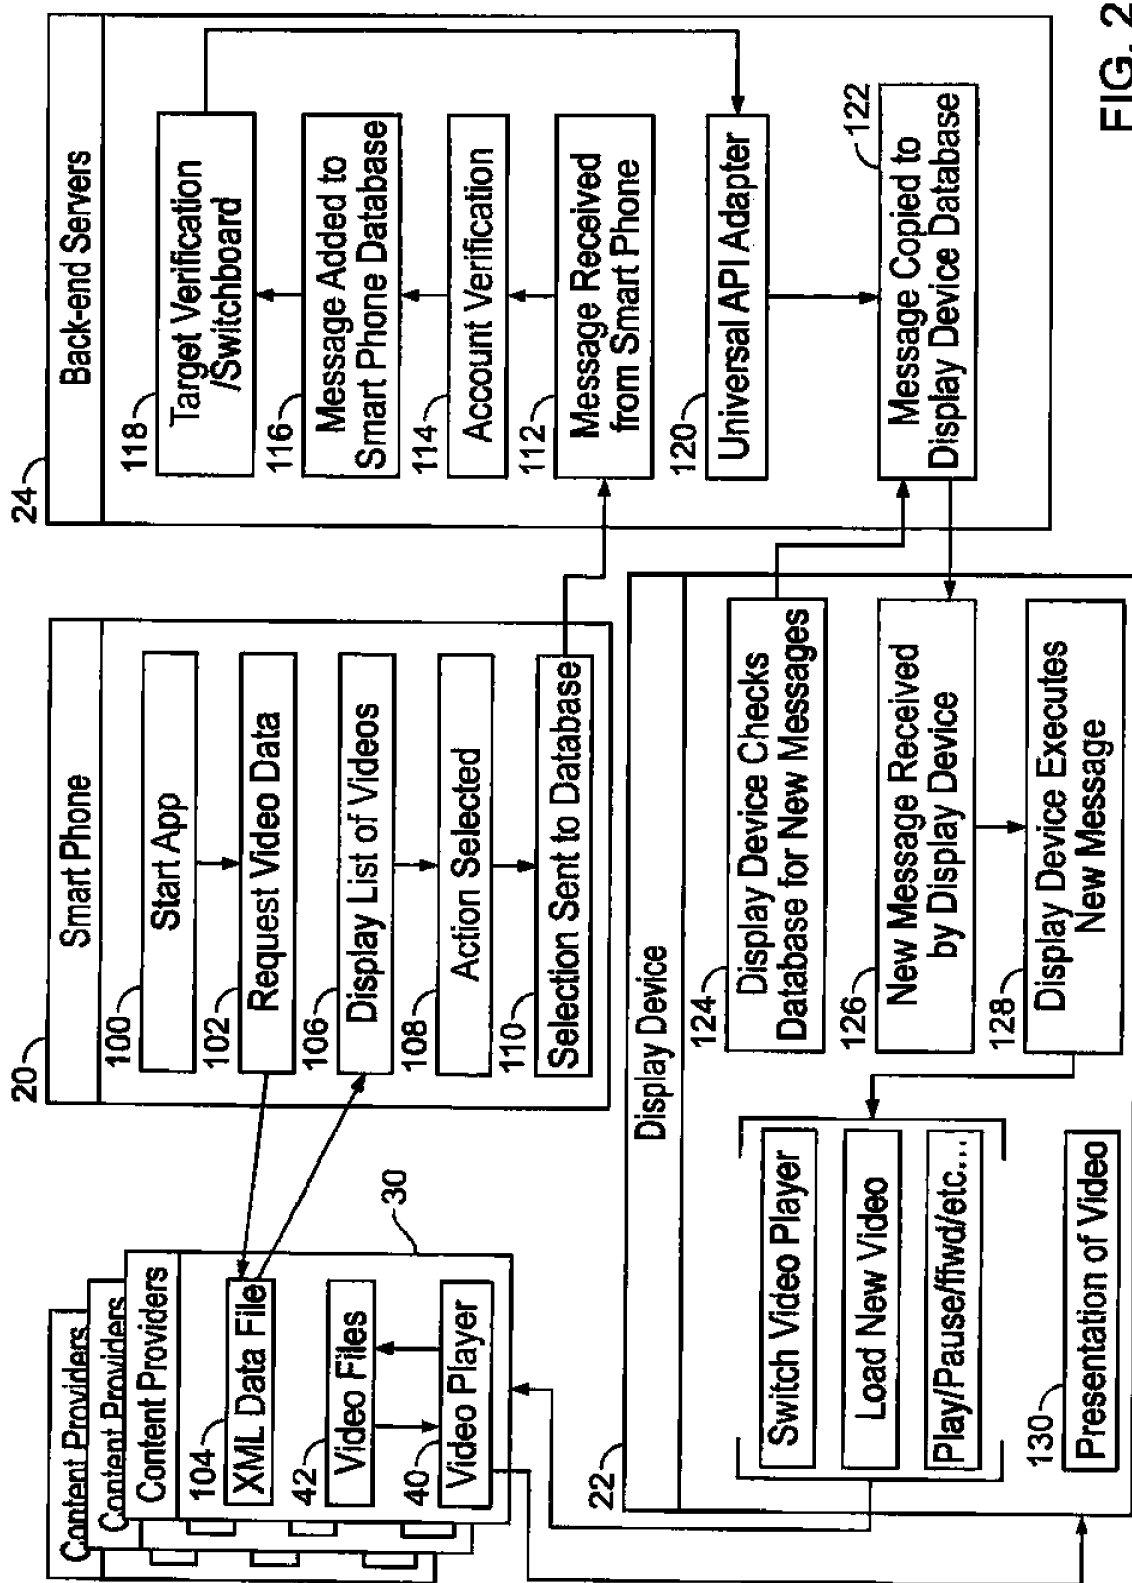 20
Smart Phone
100
Start App
102
Request Video Data
106
Display List of Videos
108
Action Selected
110
Selection Sent to Database
24
Back-end Servers
118
Target Verification
/Switchboard
116
Message Added to
Smart Phone Database
114
Account Verification
112
Message Received
from Smart Phone
120
Universal API Adapter
122
Message Copied to
Display Device Database
Content Providers
Content Providers
Content Providers
30
104
XML Data File
42
Video Files
40
Video Player
22
Display Device
124
Display Device Checks
Database for New Messages
126
New Message Received
by Display Device
128
Display Device Executes
New Message
Switch Video Player
Load New Video
Play/Pause/ffwd/etc...
130
Presentation of Video
FIG. 2